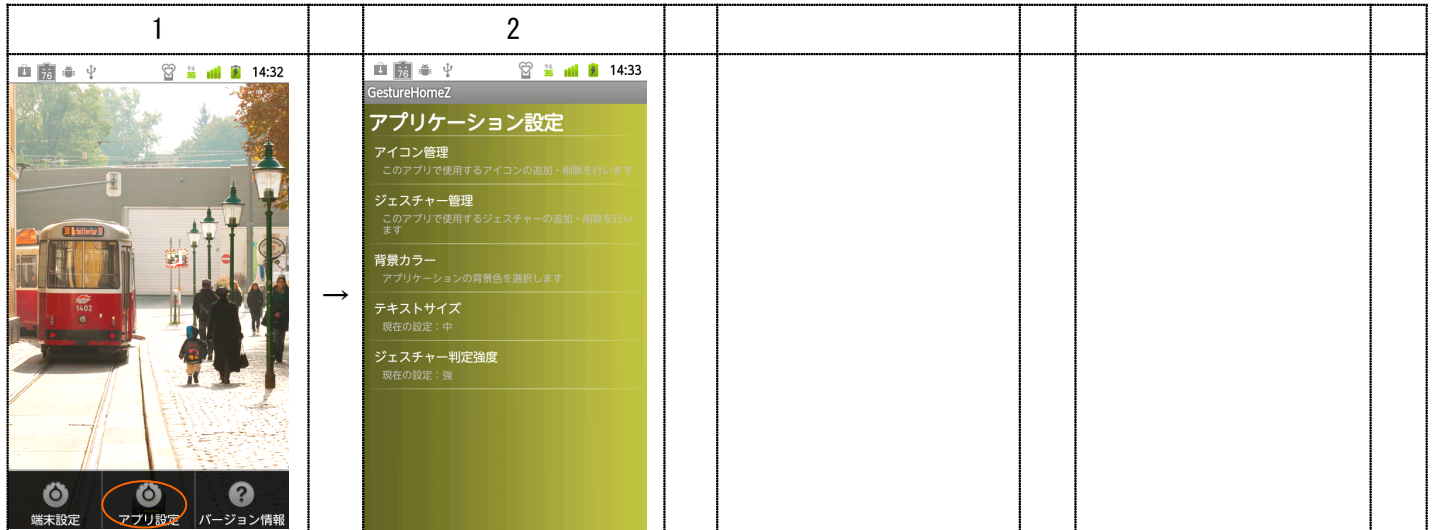 1
2
76
3G
14:32
38 Schottentor
1402
端末設定
アプリ設定
?
バージョン情報
→
76
3G
14:33
GestureHomeZ
アプリケーション設定
アイコン管理
このアプリで使用するアイコンの追加・削除を行います
ジェスチャー管理
このアプリで使用するジェスチャーの追加・削除を行い
ます
背景カラー
アプリケーションの背景色を選択します
テキストサイズ
現在の設定：中
ジェスチャー判定強度
現在の設定：強